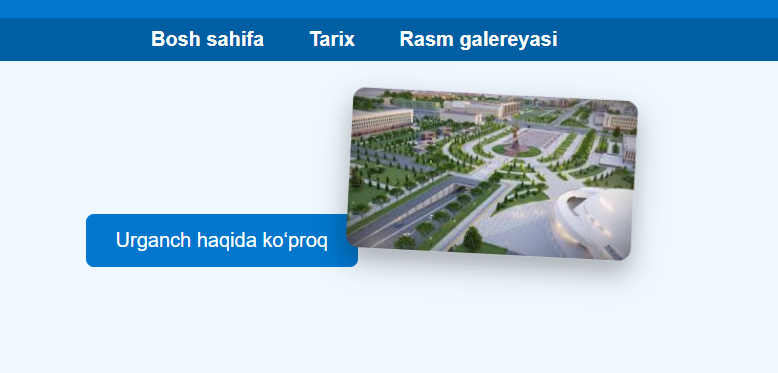 Bosh sahifa Tarix Rasm galereyasi
Urganch haqida ko‘proq